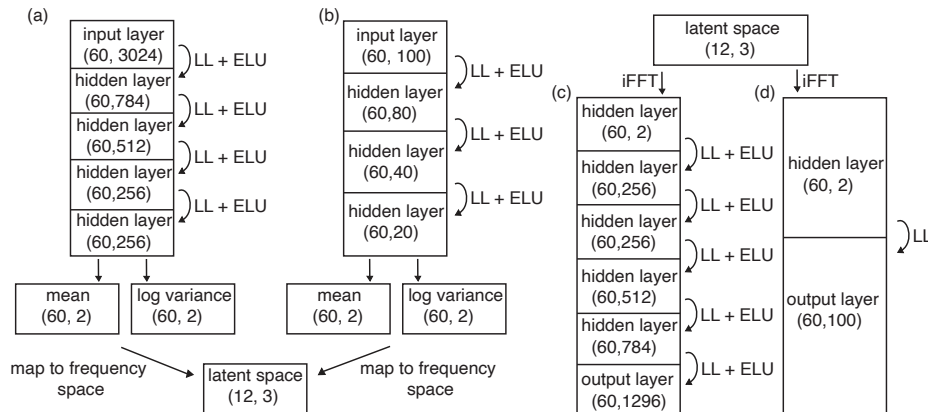 (a)
input layer
(60, 3024)
LL + ELU
hidden layer
(60,784)
LL + ELU
hidden layer
(60,512)
LL + ELU
hidden layer
(60,256)
LL + ELU
hidden layer
(60,256)
mean
(60, 2)
log variance
(60, 2)
map to frequency
space
(b)
input layer
(60, 100)
LL + ELU
hidden layer
(60,80)
LL + ELU
hidden layer
(60,40)
LL + ELU
hidden layer
(60,20)
mean
(60, 2)
log variance
(60, 2)
map to frequency
space
latent space
(12, 3)
latent space
(12, 3)
iFFT
iFFT
(c)
hidden layer
(60, 2)
LL + ELU
hidden layer
(60,256)
LL + ELU
hidden layer
(60,256)
LL + ELU
hidden layer
(60,512)
LL + ELU
hidden layer
(60,784)
LL + ELU
output layer
(60,1296)
(d)
hidden layer
(60, 2)
LL
output layer
(60,100)